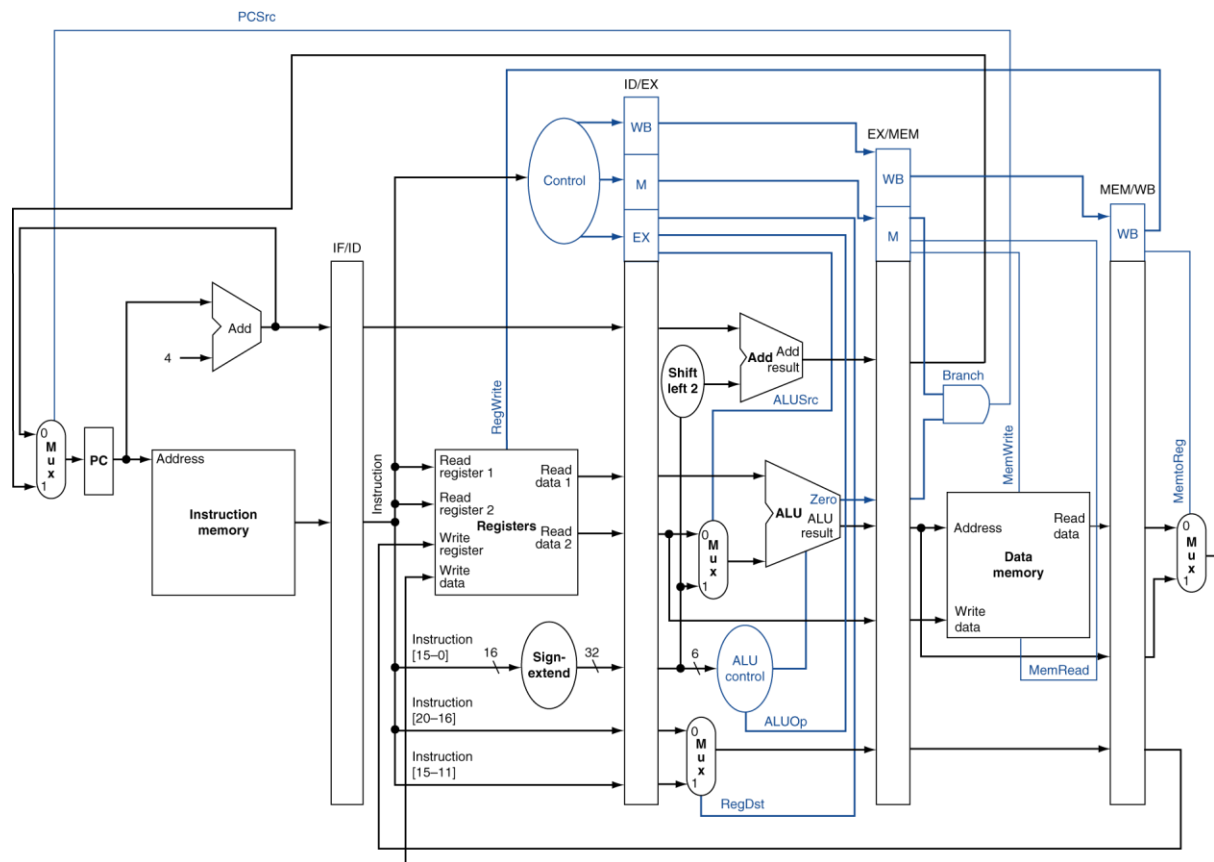 PCSrc
ID/EX
WB
EX/MEM
Control
M
WB
MEM/WB
EX
M
WB
IF/ID
Add
4
Add
Add
result
Shift
left 2
Branch
ALUSrc
RegWrite
MemWrite
MemtoReg
0
M
u
x
1
PC
Address
Instruction
memory
Instruction
Read
register 1
Read
data 1
Read
register 2
Registers
Write
register
Read
data 2
Write
data
0
M
u
x
1
Zero
ALU
ALU
result
Address
Read
data
Data
memory
Write
data
0
M
u
x
1
Instruction
[15–0]
16
Sign-
extend
32
6
ALU
control
MemRead
Instruction
[20–16]
ALUOp
0
M
u
x
1
Instruction
[15–11]
RegDst